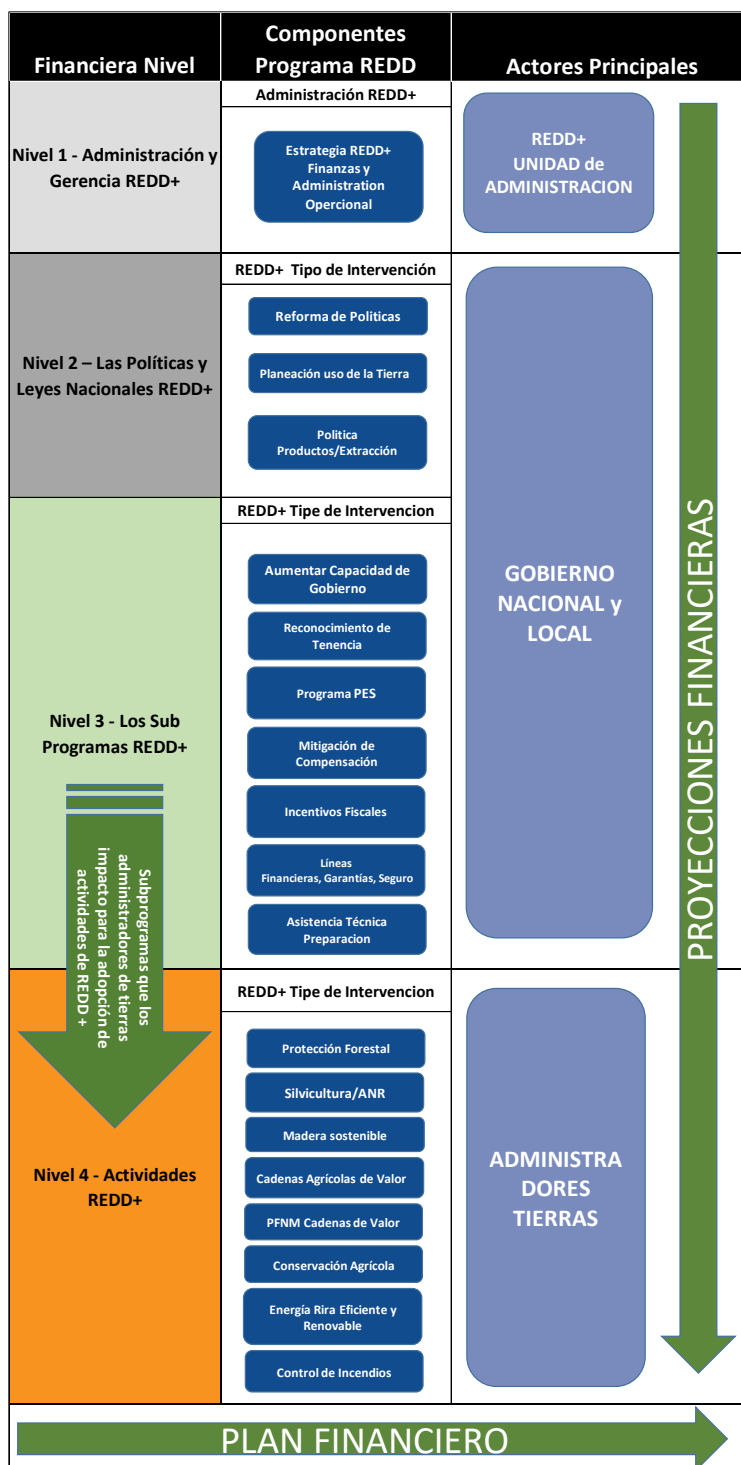 Financiera Nivel
Componentes
Programa REDD
Actores Principales
Nivel 1 - Administración y
Gerencia REDD+
Administración REDD+
Estrategia REDD+
Finanzas y
Administration
Opercional
REDD+
UNIDAD de
ADMINISTRACION
Nivel 2 – Las Políticas y
Leyes Nacionales REDD+
REDD+ Tipo de Intervención
Reforma de Politicas
Planeación uso de la Tierra
Politica
Productos/Extracción
GOBIERNO
NACIONAL y
LOCAL
Nivel 3 - Los Sub
Programas REDD+
REDD+ Tipe de Intervencion
Aumentar Capacidad de
Gobierno
Reconocimiento de
Tenencia
Programa PES
Mitigación de
Compensación
Incentivos Fiscales
Líneas
Financieras, Garantías, Seguro
Asistencia Técnica
Preparacion
Subprogramas que los
administradores de tierras
impacto para la adopción de
actividades de REDD+
Nivel 4 - Actividades
REDD+
REDD+ Tipe de Intervencion
Protección Forestal
Silvicultura/ANR
Madera sostenible
Cadenas Agrícolas de Valor
PFNM Cadenas de Valor
Conservación Agrícola
Energía Rira Eficiente y
Renovable
Control de Incendios
ADMINISTRA
DORES
TIERRAS
PROYECCIONES FINANCIERAS
PLAN FINANCIERO